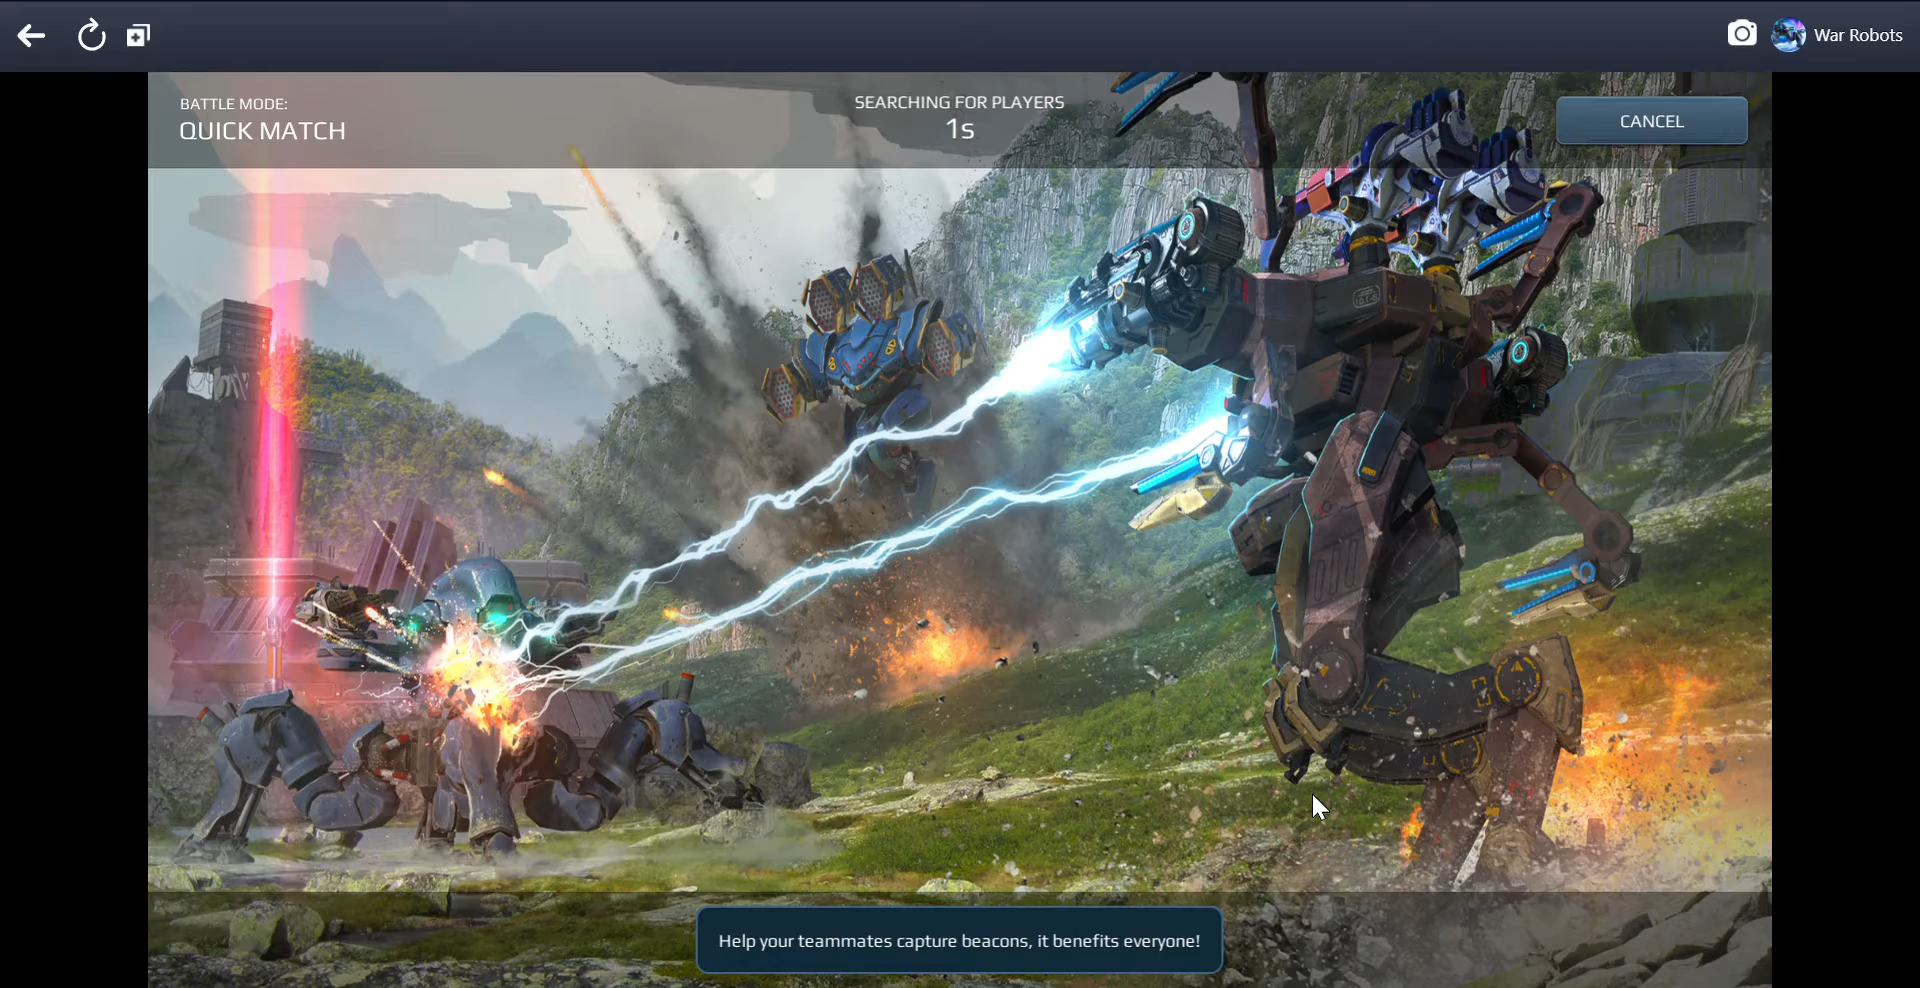 War Robots
BATTLE MODE:
QUICK MATCH
SEARCHING FOR PLAYERS
1s
CANCEL
Help your teammates capture beacons, it benefits everyone!